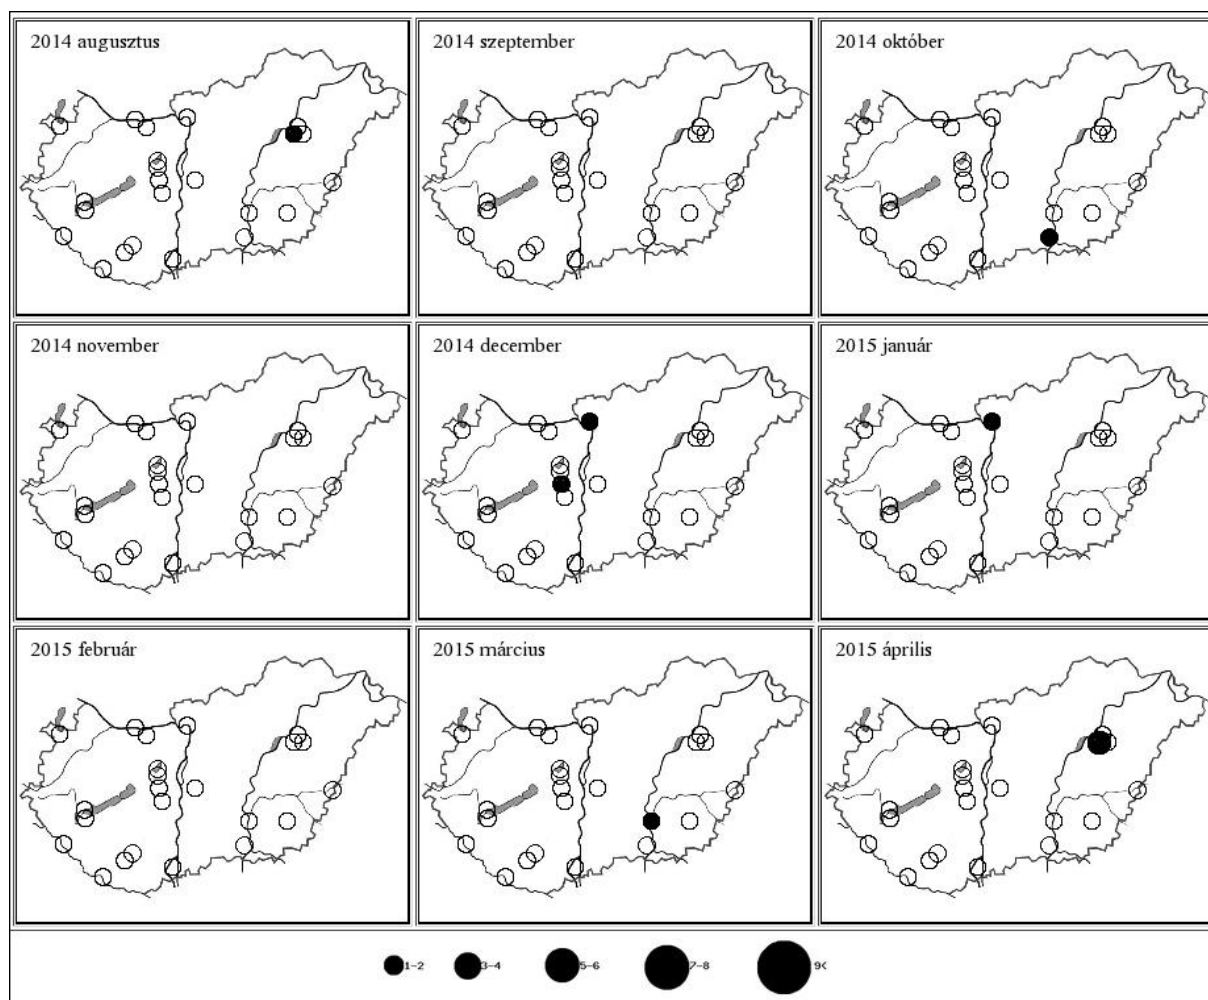 2014 augusztus
2014 szeptember
2014 október
2014 november
2014 december
2015 január
2015 február
2015 március
2015 április
1-2
3-4
5-6
7-8
9<